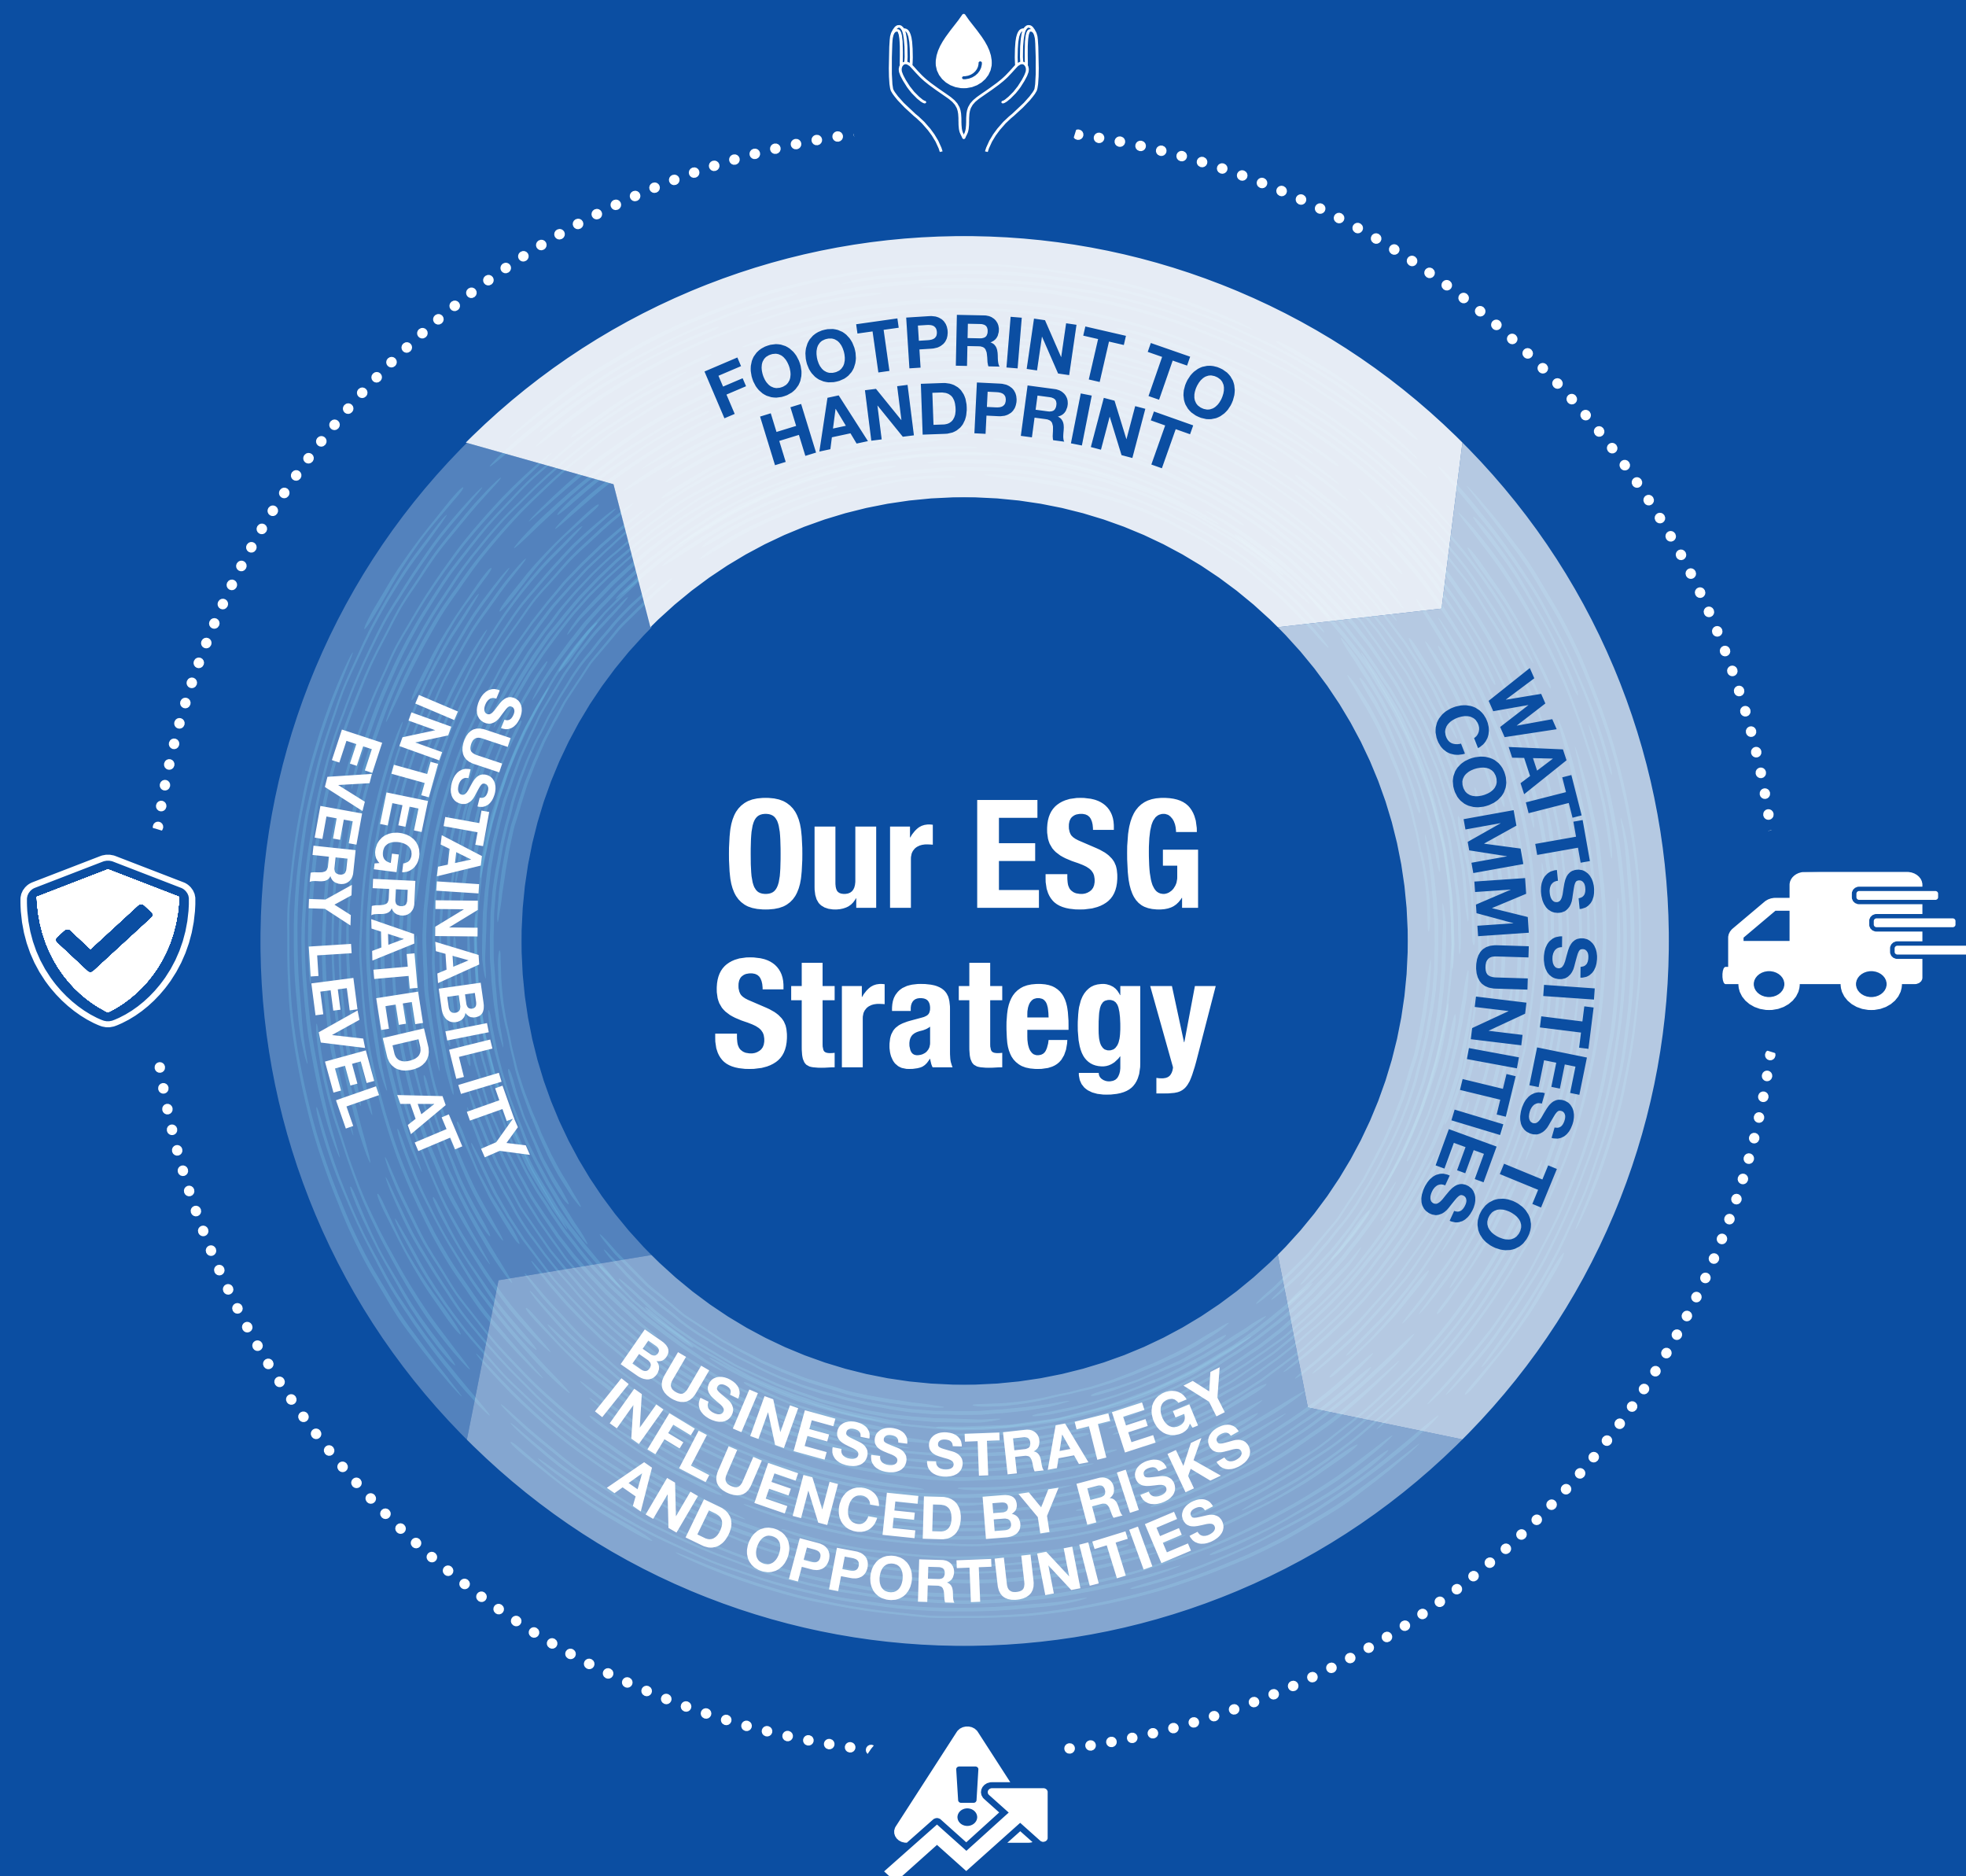 FOOTPRINT TO
HANDPRINT
WATTS SITES TO
COMMUNITIES
Our ESG
Strategy
SUSTAINABILITY
INTEGRATED AT
EVERY LEVEL
BUSINESS STRATEGY
INFLUENCED BY RISKS
AND OPPORTUNITIES